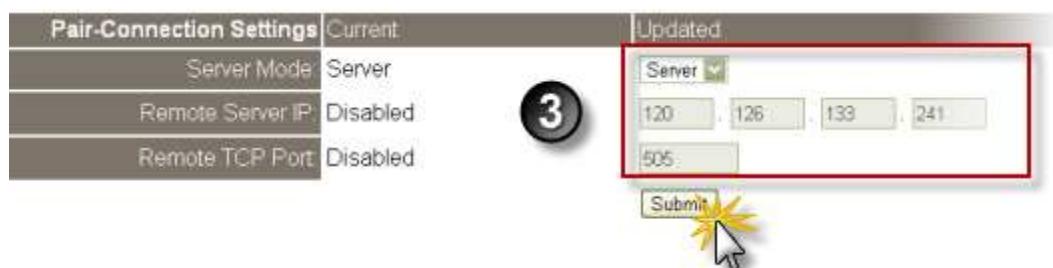 Pair-Connection Settings Current Updated
Server Mode: Server Server
Remote Server IP: Disabled 120 . 126 . 133 . 241
3
Remote TCP Port: Disabled 505
Submit